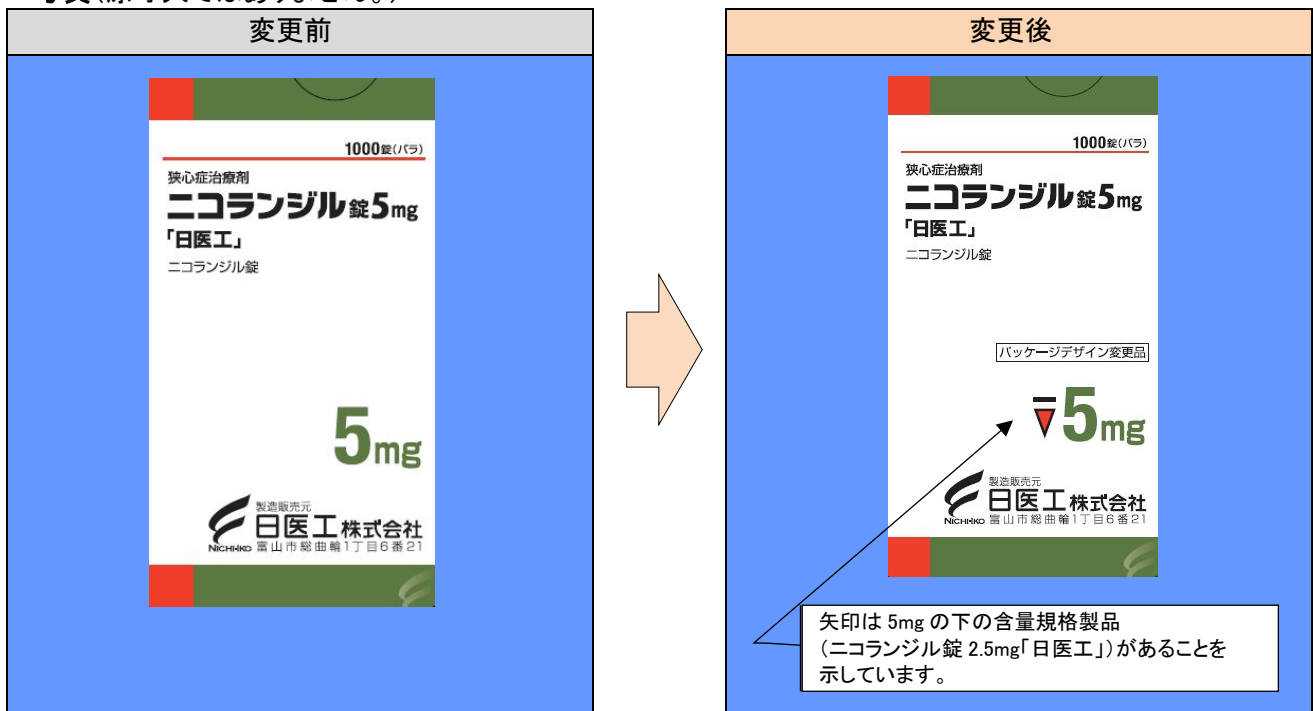 変更前
1000錠(バラ)
狭心症治療剤
ニコランジル錠5mg
「日医工」
ニコランジル錠
5mg
製造販売元
日医工株式会社
NICHI-IKO 富山市総曲輪1丁目6番21
変更後
1000錠(バラ)
狭心症治療剤
ニコランジル錠5mg
「日医工」
ニコランジル錠
パッケージデザイン変更品
5mg
製造販売元
日医工株式会社
NICHI-IKO 富山市総曲輪1丁目6番21
矢印は 5mg の下の含量規格製品
(ニコランジル錠 2.5mg「日医工」)があることを
示しています。